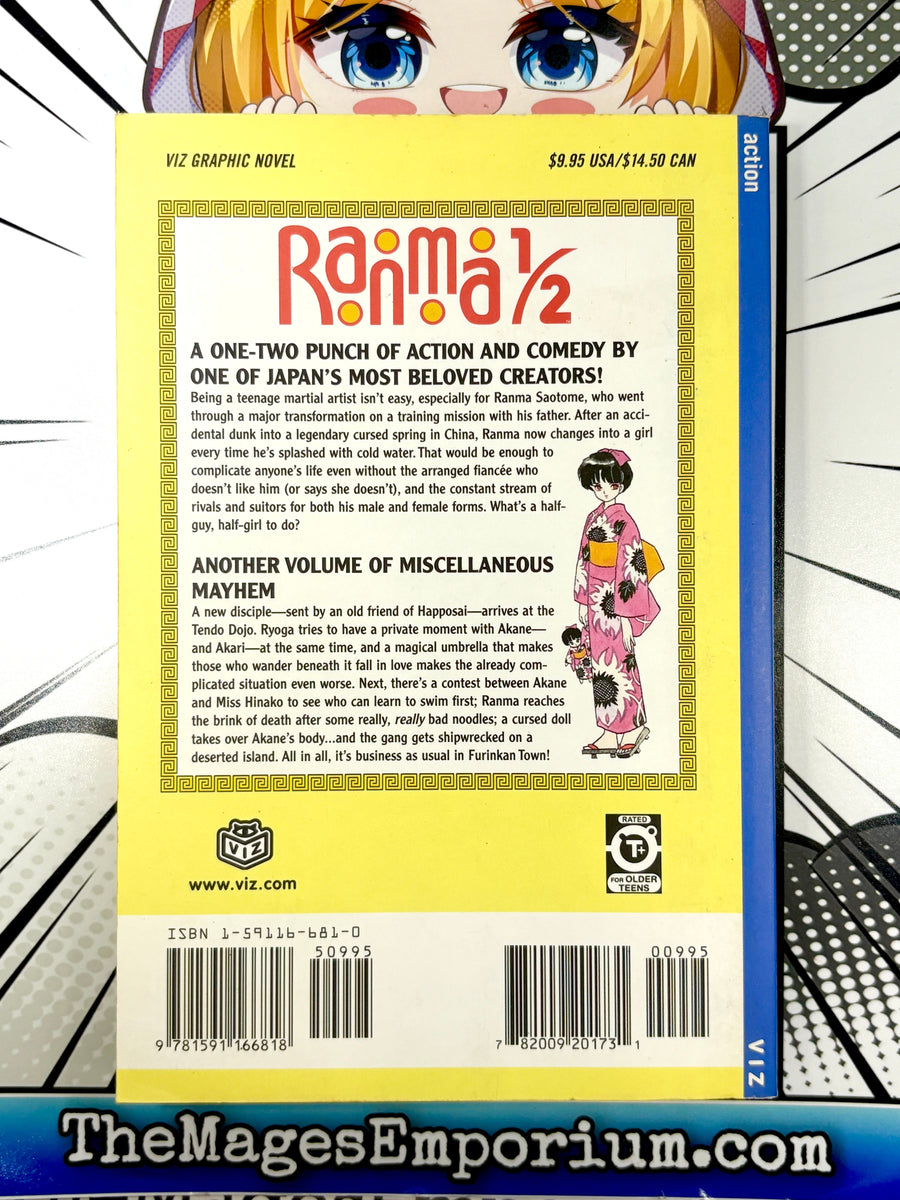 VIZ GRAPHIC NOVEL
$9.95 USA/$14.50 CAN
action
Ranma 1/2
A ONE-TWO PUNCH OF ACTION AND COMEDY BY
ONE OF JAPAN'S MOST BELOVED CREATORS!
Being a teenage martial artist isn't easy, especially for Ranma Saotome, who went
through a major transformation on a training mission with his father. After an acci-
dental dunk into a legendary cursed spring in China, Ranma now changes into a girl
every time he's splashed with cold water. That would be enough to
complicate anyone's life even without the arranged fiancée who
doesn't like him (or says she doesn't), and the constant stream of
rivals and suitors for both his male and female forms. What's a half-
guy, half-girl to do?
ANOTHER VOLUME OF MISCELLANEOUS
MAYHEM
A new disciple—sent by an old friend of Happosai—arrives at the
Tendo Dojo. Ryoga tries to have a private moment with Akane—
and Akari—at the same time, and a magical umbrella that makes
those who wander beneath it fall in love makes the already com-
plicated situation even worse. Next, there's a contest between Akane
and Miss Hinako to see who can learn to swim first; Ranma reaches
the brink of death after some really, really bad noodles; a cursed doll
takes over Akane's body...and the gang gets shipwrecked on a
deserted island. All in all, it's business as usual in Furinkan Town!
VIZ
www.viz.com
RATED
T+
FOR OLDER
TEENS
ISBN 1-59116-681-0
50995
00995
9 781591 166818
7 82009 20173 1
VIZ
TheMagesEmporium.com